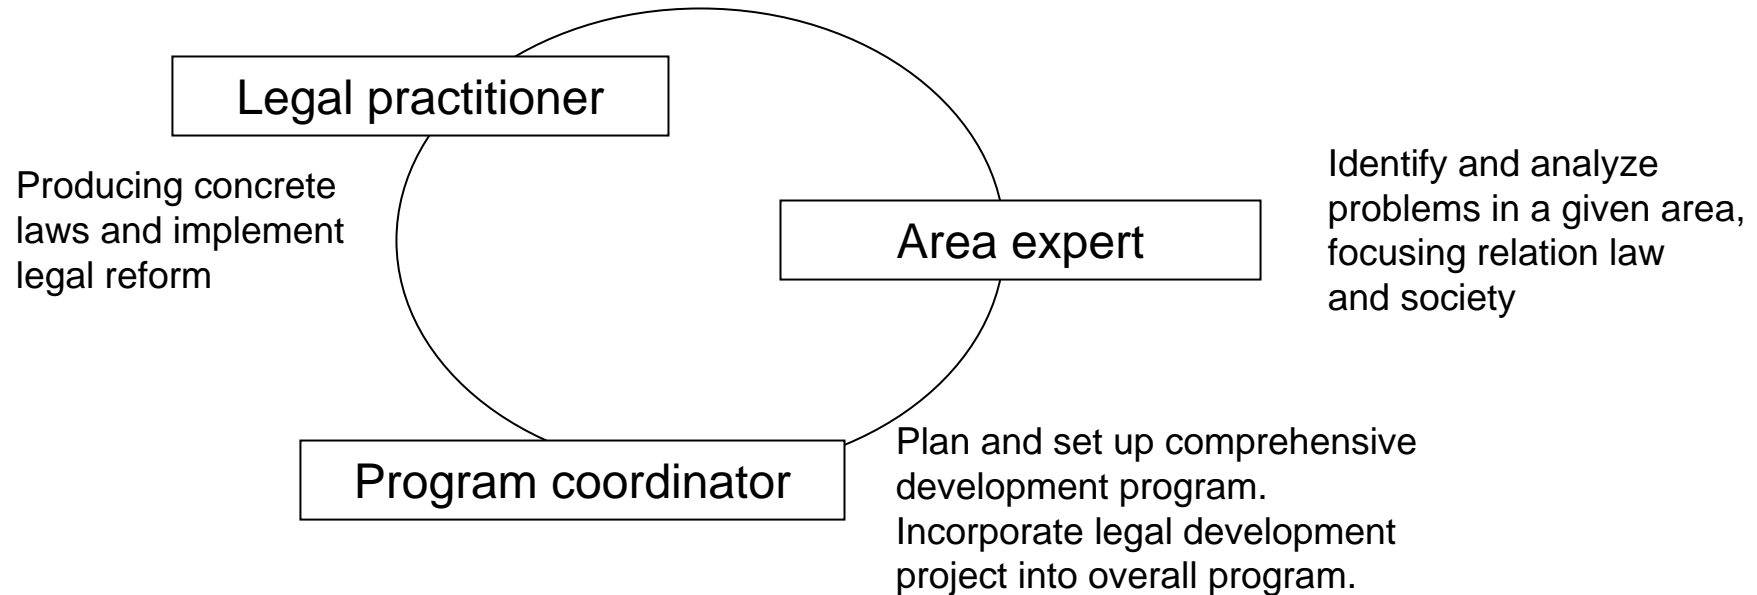 Legal practitioner
Producing concrete
laws and implement
legal reform
Area expert
Identify and analyze
problems in a given area,
focusing relation law
and society
Program coordinator
Plan and set up comprehensive
development program.
Incorporate legal development
project into overall program.